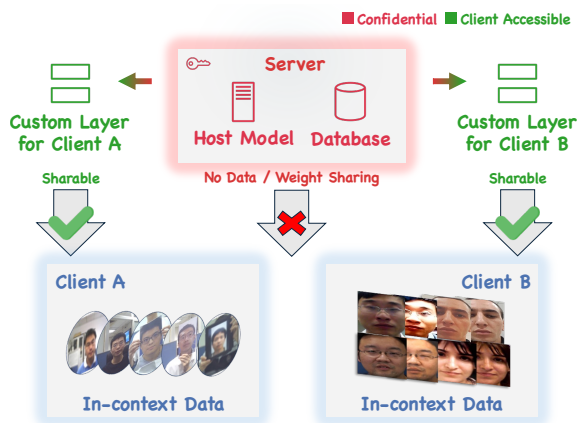 Confidential Client Accessible
Server
Host Model Database
Custom Layer
for Client A
Custom Layer
for Client B
Sharable
No Data / Weight Sharing
Sharable
Client A
In-context Data
Client B
In-context Data